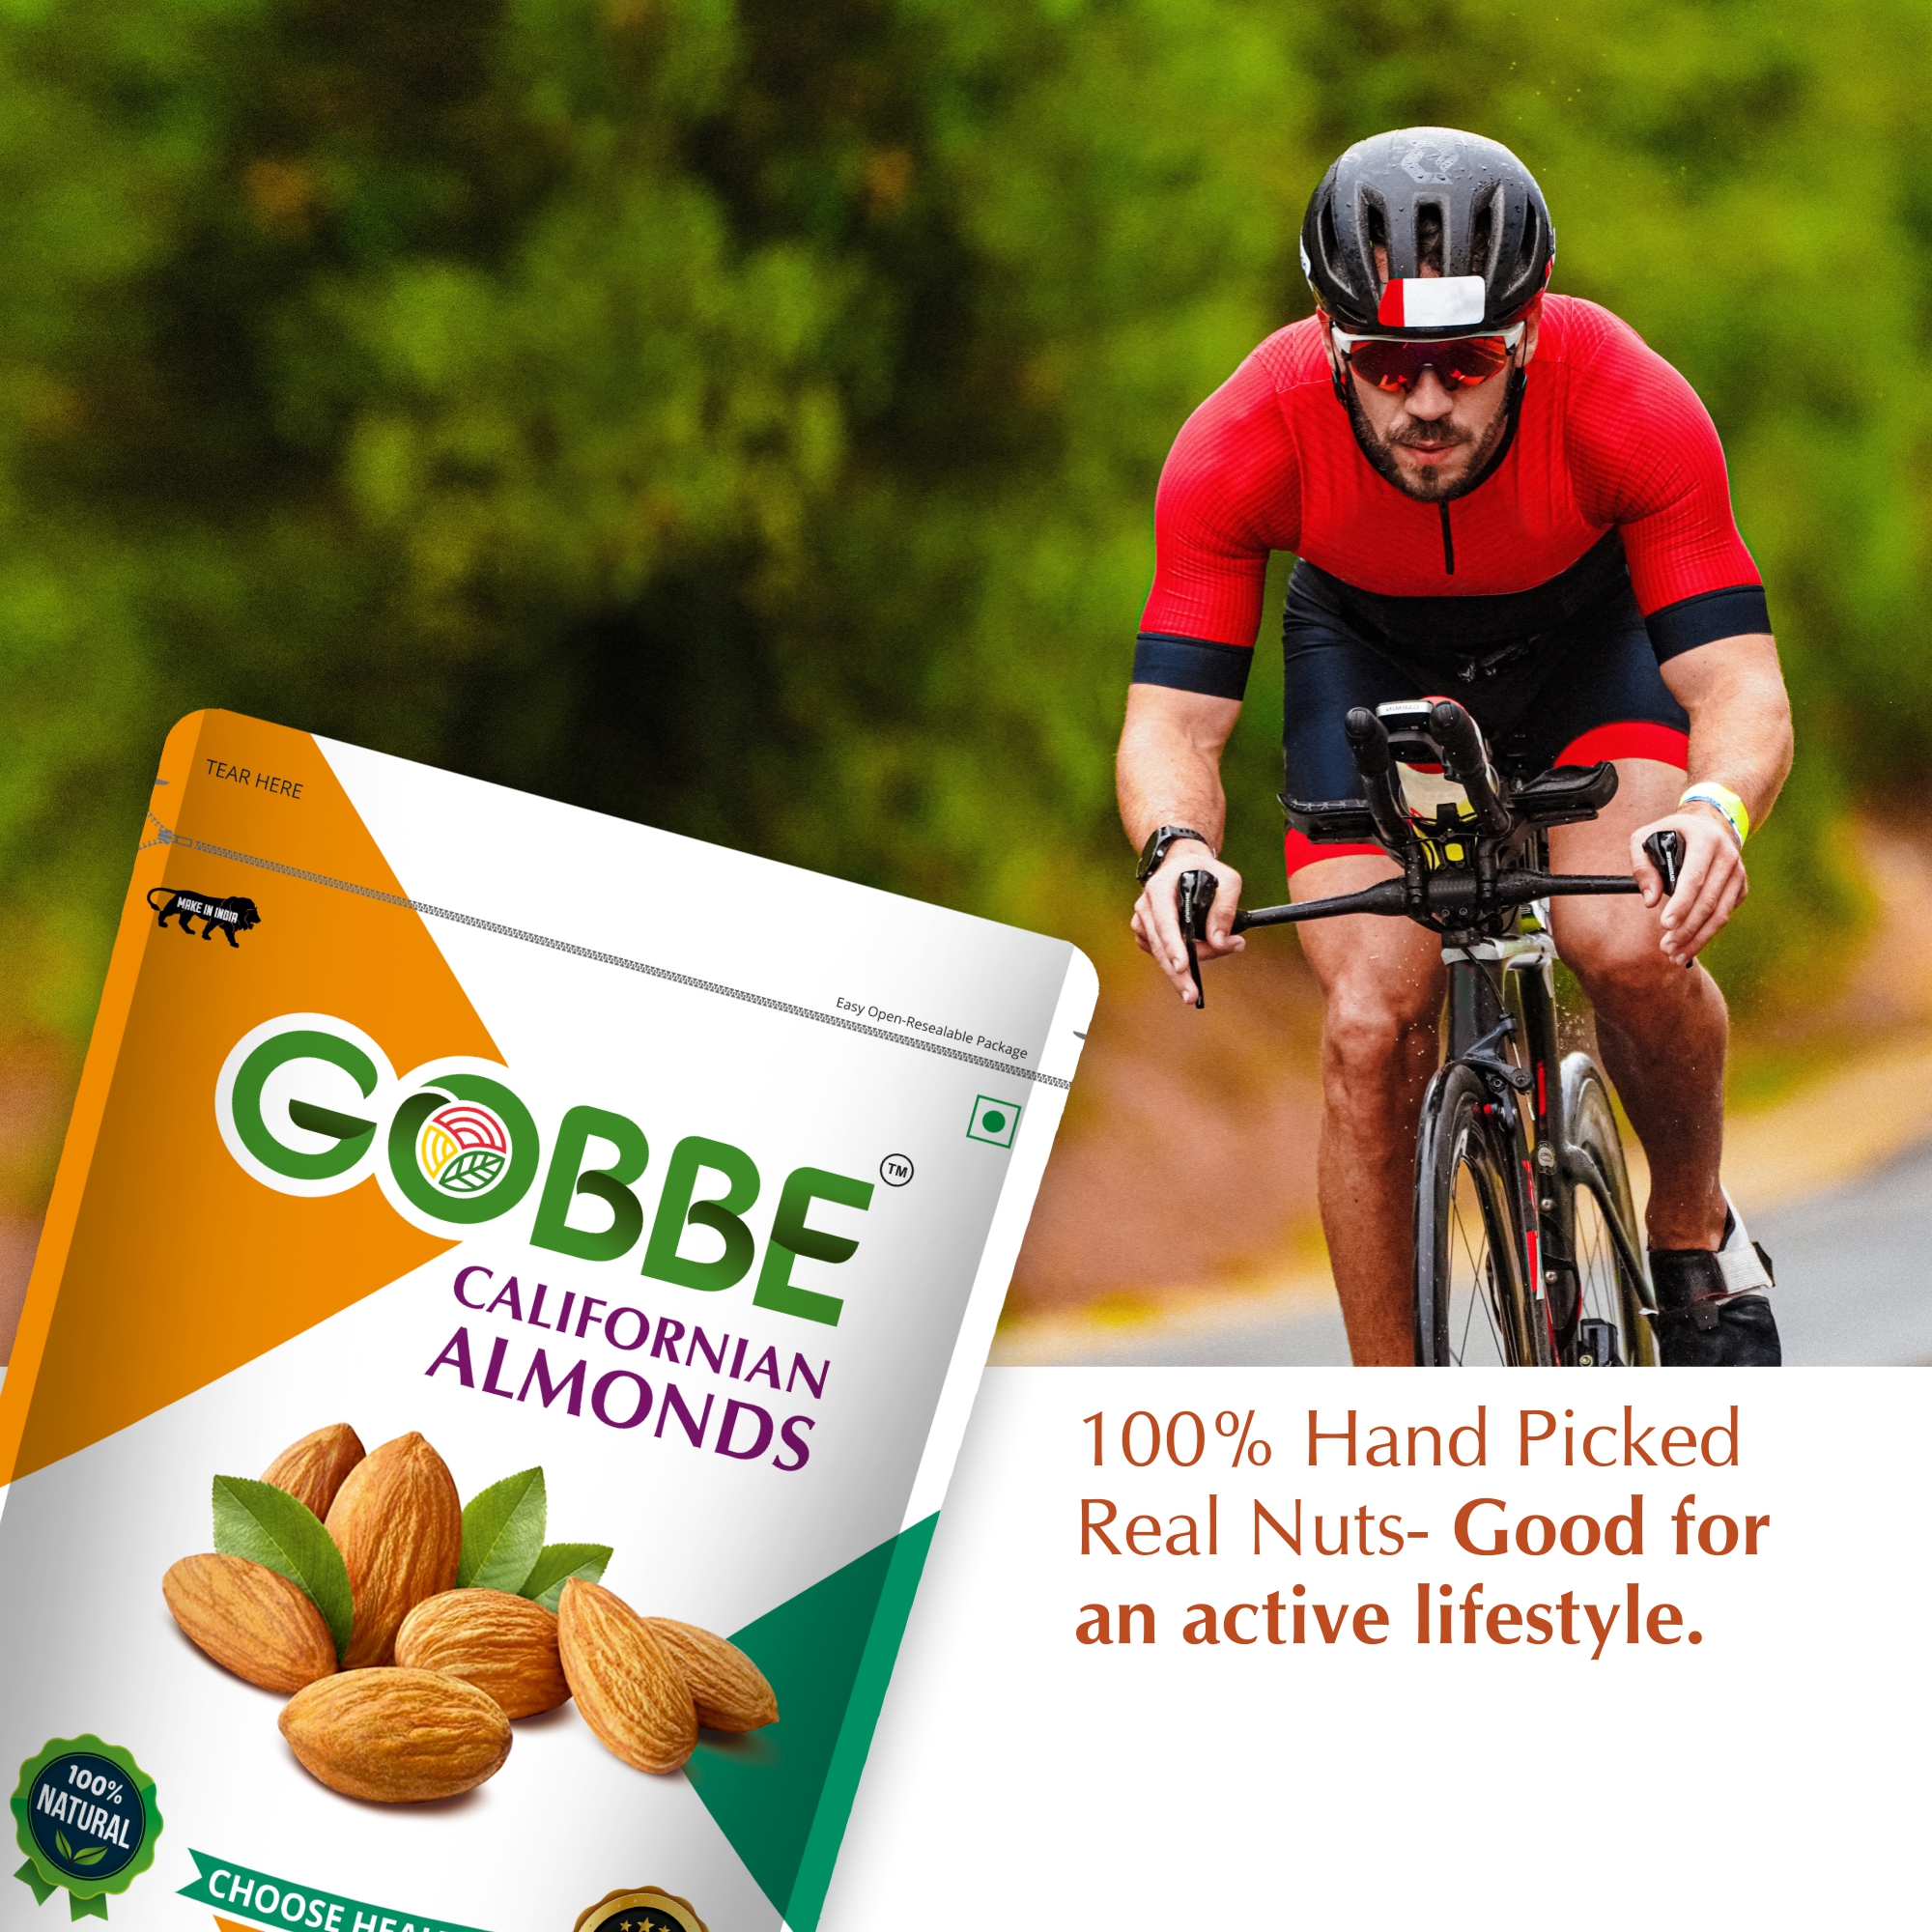 TEAR HERE
MAKE IN INDIA
Easy Open-Resealable Package
GOBBE
TM
CALIFORNIAN
ALMONDS
100%
NATURAL
CHOOSE
GARMIN
100% Hand Picked
Real Nuts- Good for
an active lifestyle.